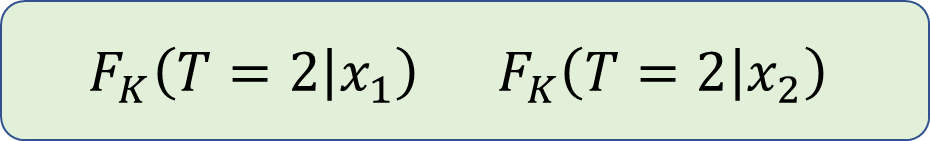 F_K(T = 2|x_1) F_K(T = 2|x_2)